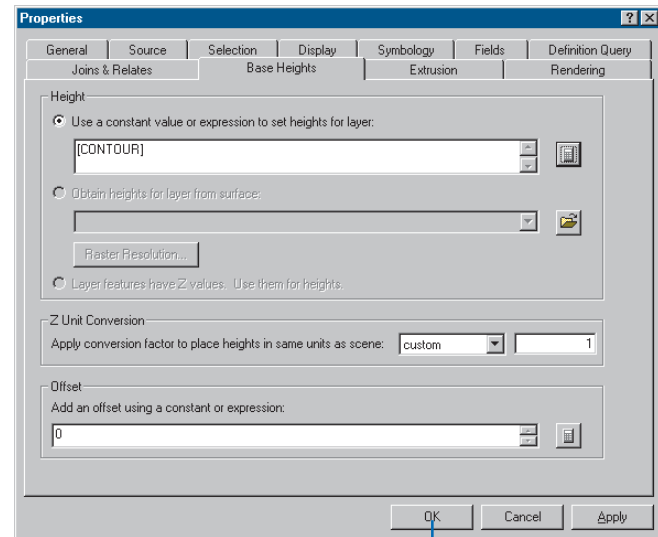 Properties
? ×
General Source Selection Display Symbology Fields Definition Query
Joins & Relates Base Heights Extrusion Rendering
Height
Use a constant value or expression to set heights for layer:
[CONTOUR]
Obtain heights for layer from surface:
Raster Resolution...
Layer features have Z values. Use them for heights.
Z Unit Conversion
Apply conversion factor to place heights in same units as scene: custom 1
Offset
Add an offset using a constant or expression:
0
OK Cancel Apply